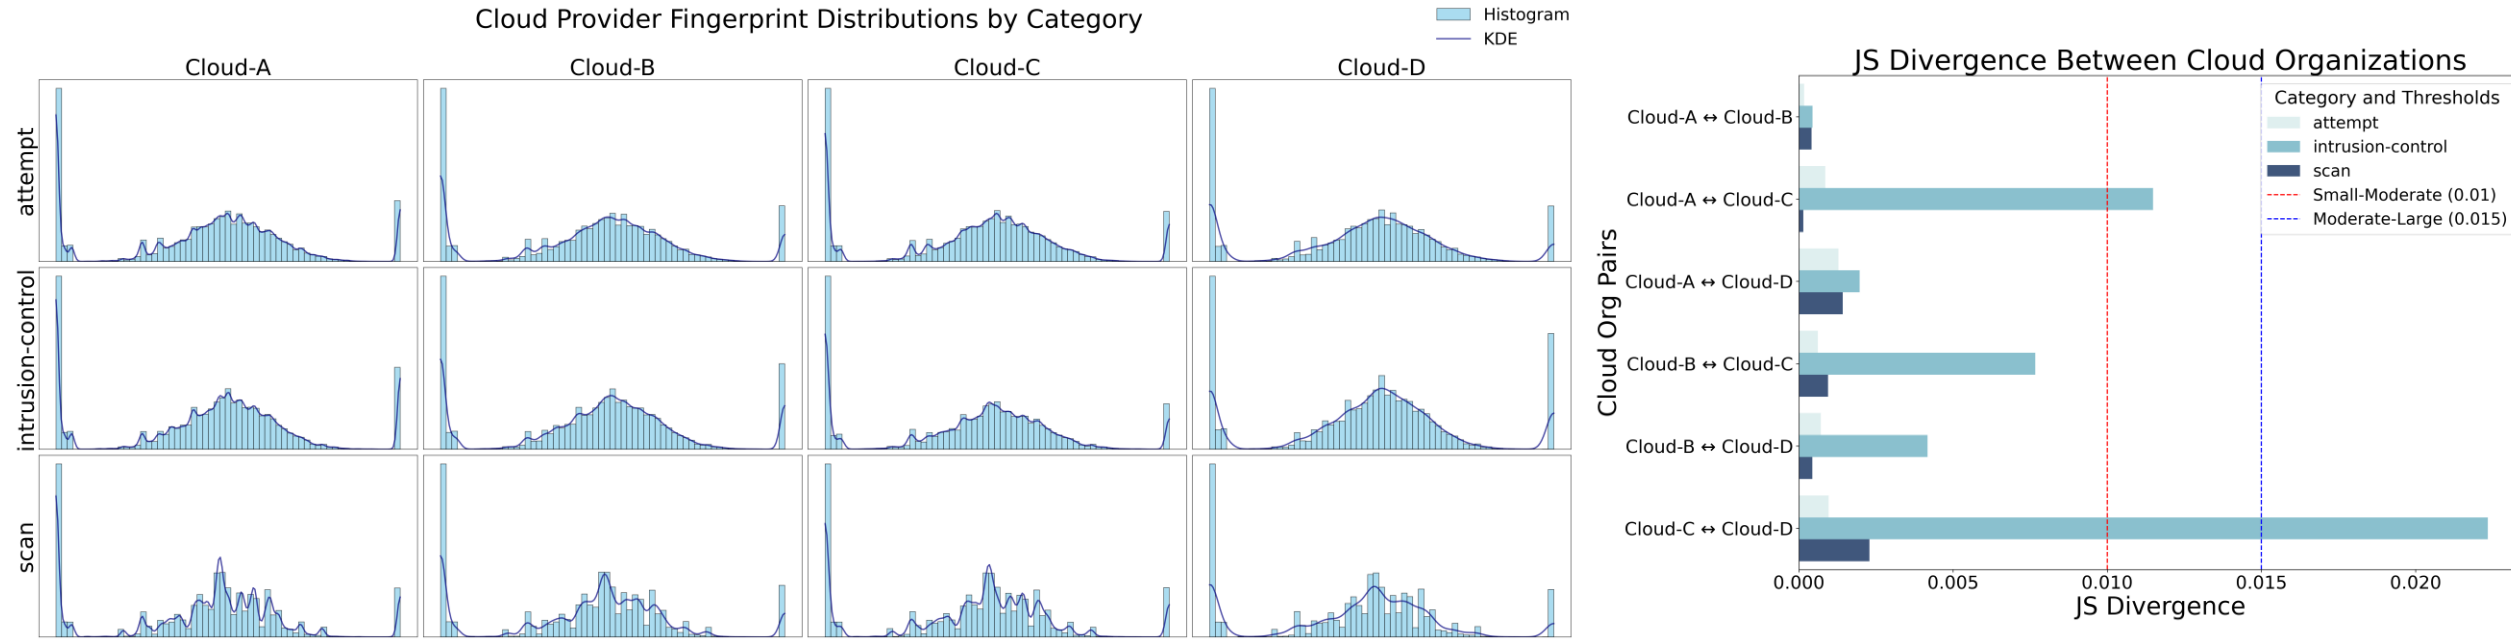 Cloud Provider Fingerprint Distributions by Category
Histogram
KDE
Cloud-A
Cloud-B
Cloud-C
Cloud-D
attempt
intrusion-control
scan
JS Divergence Between Cloud Organizations
Category and Thresholds
attempt
intrusion-control
scan
Small-Moderate (0.01)
Moderate-Large (0.015)
Cloud Org Pairs
Cloud-A ↔ Cloud-B
Cloud-A ↔ Cloud-C
Cloud-A ↔ Cloud-D
Cloud-B ↔ Cloud-C
Cloud-B ↔ Cloud-D
Cloud-C ↔ Cloud-D
0.000 0.005 0.010 0.015 0.020
JS Divergence